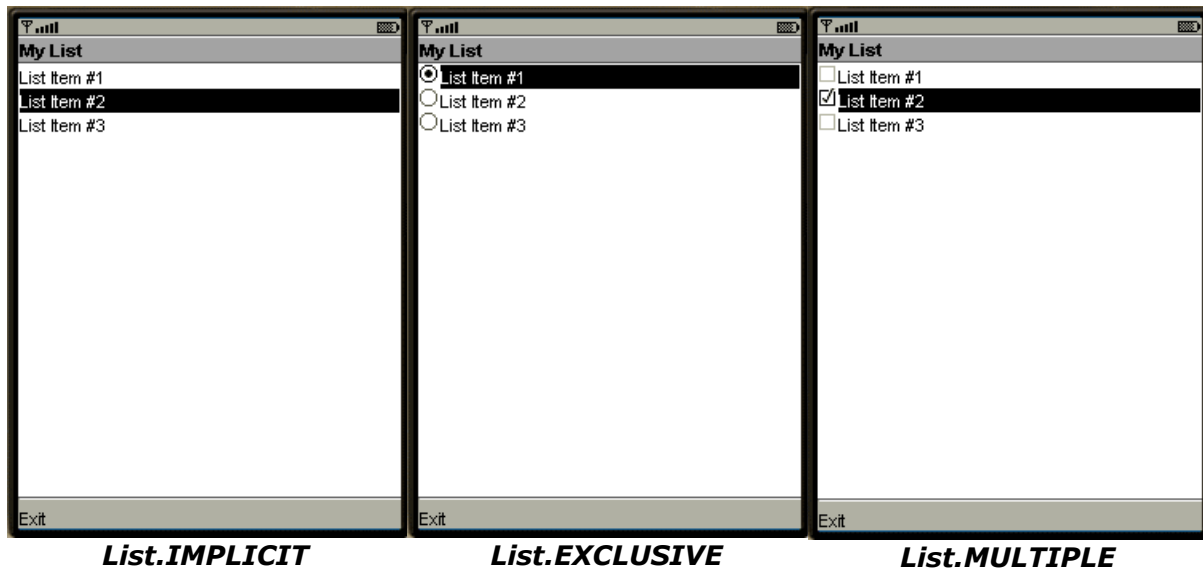 My List
List Item #1
List Item #2
List Item #3
Exit
List.IMPLICIT
My List
List Item #1
List Item #2
List Item #3
Exit
List.EXCLUSIVE
My List
List Item #1
List Item #2
List Item #3
Exit
List.MULTIPLE